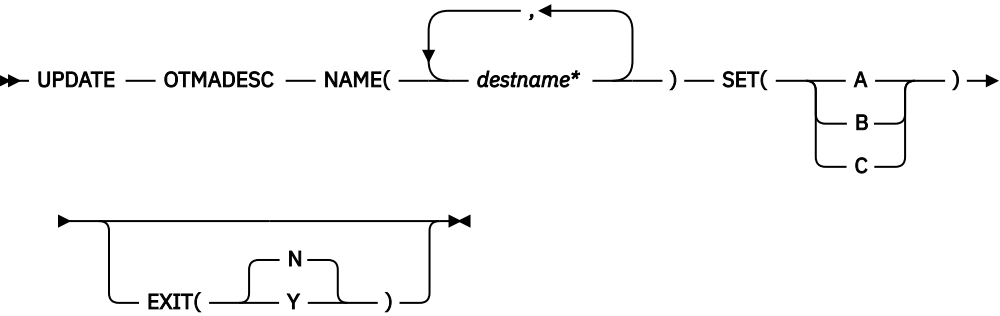 ,
UPDATE OTMADESC NAME( destname* ) SET( A )
B
C
N
EXIT( Y )